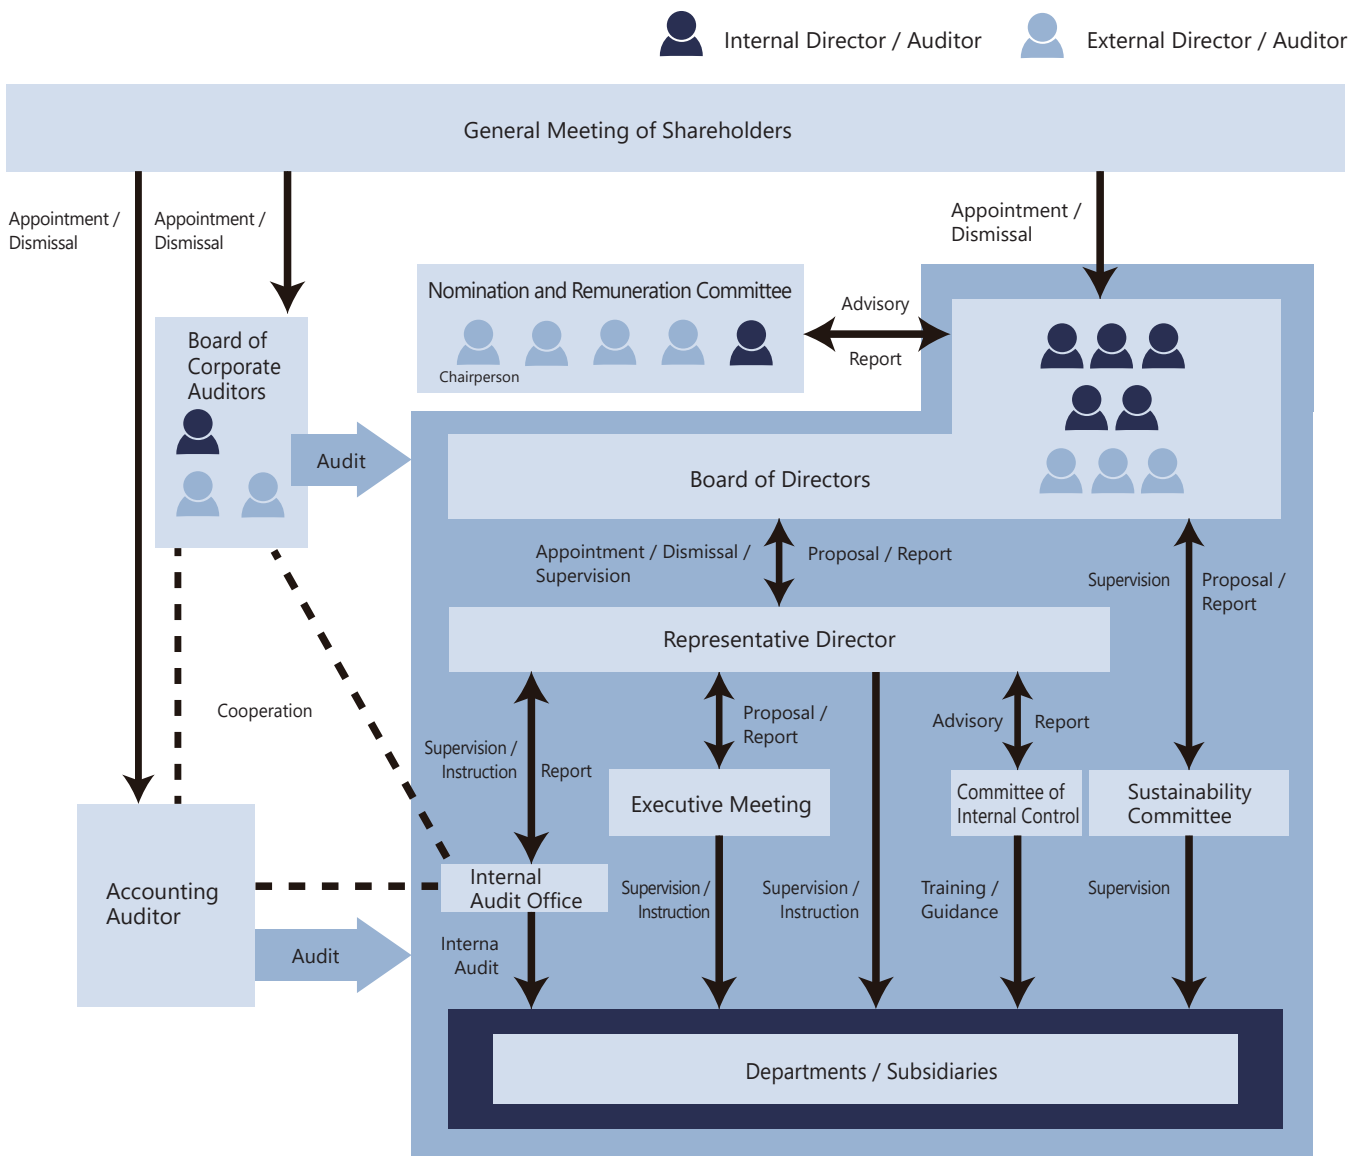 Internal Director / Auditor
External Director / Auditor
General Meeting of Shareholders
Appointment /
Dismissal
Appointment /
Dismissal
Appointment /
Dismissal
Nomination and Remuneration Committee
Chairperson
Advisory
Report
Board of
Corporate
Auditors
Audit
Board of Directors
Appointment / Dismissal /
Supervision
Proposal / Report
Supervision
Proposal /
Report
Representative Director
Cooperation
Supervision /
Instruction
Report
Proposal /
Report
Advisory
Report
Executive Meeting
Committee of
Internal Control
Sustainability
Committee
Accounting
Auditor
Internal
Audit Office
Supervision /
Instruction
Supervision /
Instruction
Training /
Guidance
Supervision
Audit
Interna
Audit
Departments / Subsidiaries